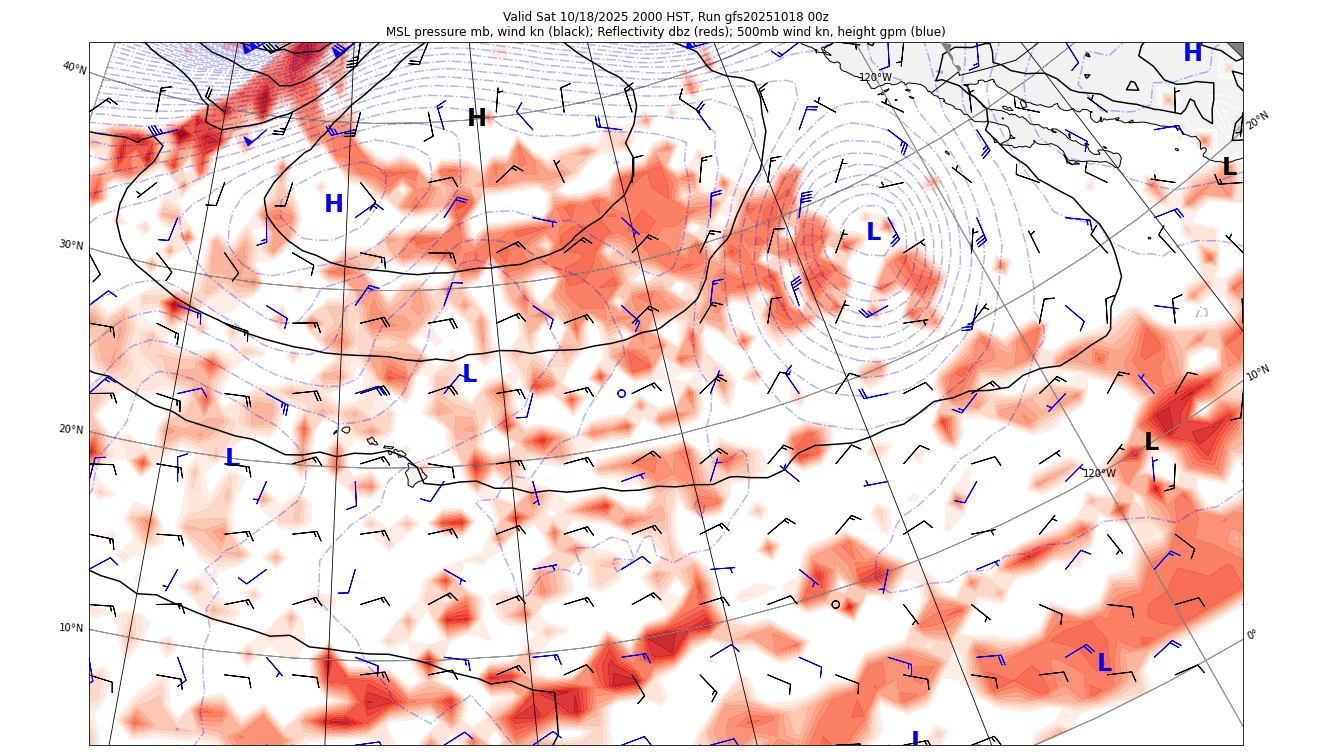 Valid Sat 10/18/2025 2000 HST, Run gfs20251018 00z
MSL pressure mb, wind kn (black); Reflectivity dbz (reds); 500mb wind kn, height gpm (blue)
H
40°N
120°W
H
20°N
L
H
L
30°N
L
10°N
20°N
L
L
120°W
10°N
0°
L
L